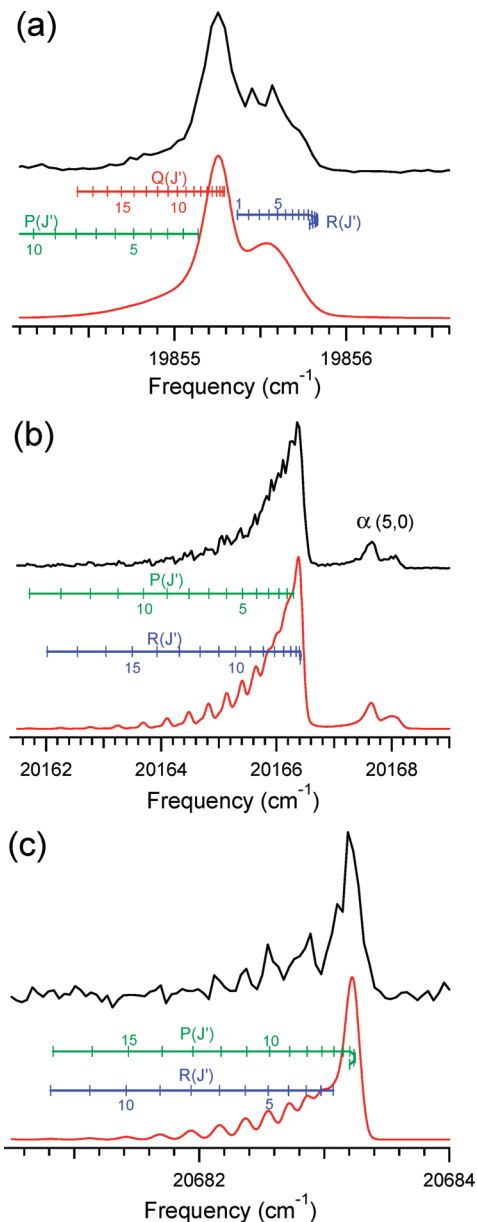 (a)
Q(J')
15 10
1 5
P(J')
R(J')
10 5
19855 19856
Frequency (cm-1)
(b)
α (5,0)
P(J')
10 5
R(J')
15 10
20162 20164 20166 20168
Frequency (cm-1)
(c)
15 P(J') 10
R(J')
10 5
20682 20684
Frequency (cm-1)